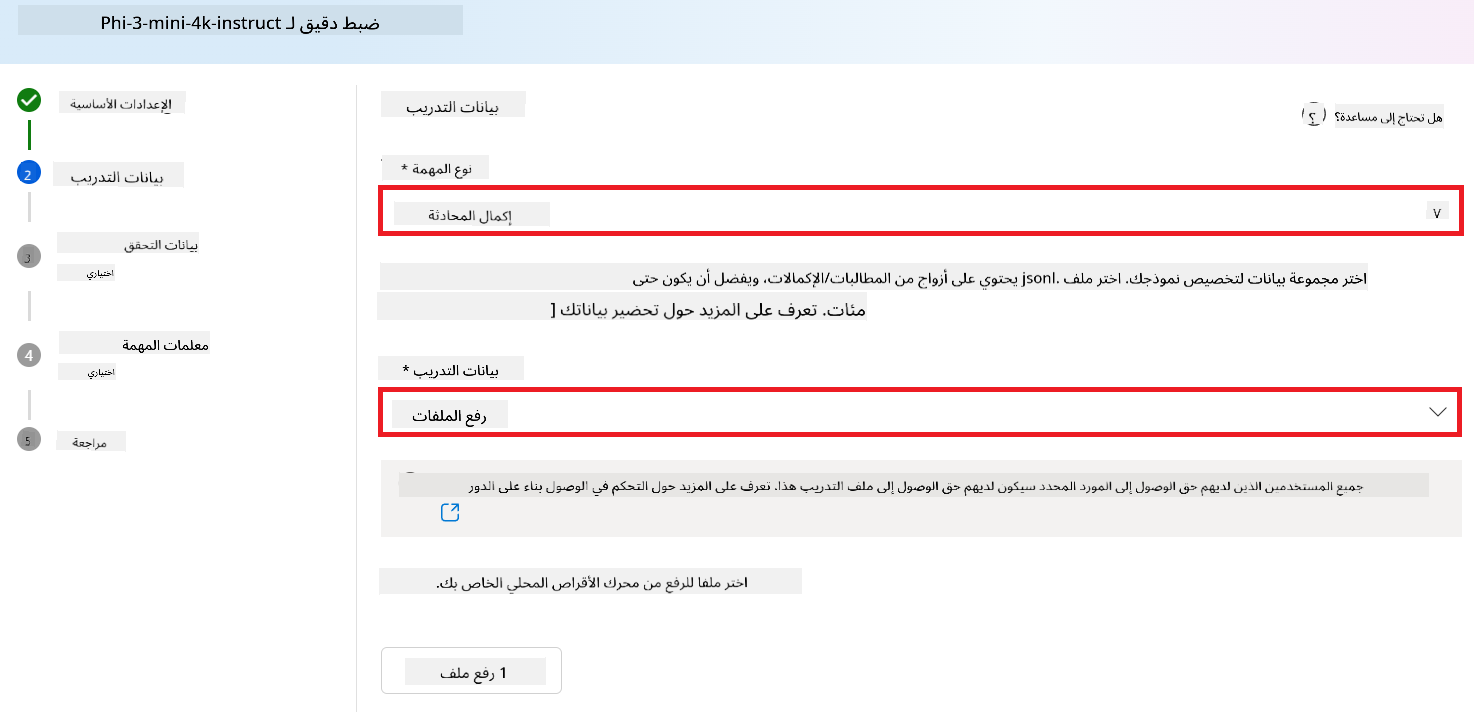 ضبط دقيق لـ Phi-3-mini-4k-instruct
الإعدادات الأساسية
2
بيانات التدريب
3
بيانات التحقق
اختياري
4
معلمات المهمة
اختياري
5
مراجعة
بيانات التدريب
هل تحتاج إلى مساعدة؟
؟
نوع المهمة *
إكمال المحادثة
٧
اختر مجموعة بيانات لتخصيص نموذجك. اختر ملف .jsonl يحتوي على أزواج من المطالبات/الإكمالات، ويفضل أن يكون حتى
مئات. تعرف على المزيد حول تحضير بياناتك [
بيانات التدريب *
رفع الملفات
جميع المستخدمين الذين لديهم حق الوصول إلى المورد المحدد سيكون لديهم حق الوصول إلى ملف التدريب هذا. تعرف على المزيد حول التحكم في الوصول بناء على الدور
اختر ملفا للرفع من محرك الأقراص المحلي الخاص بك.
1 رفع ملف